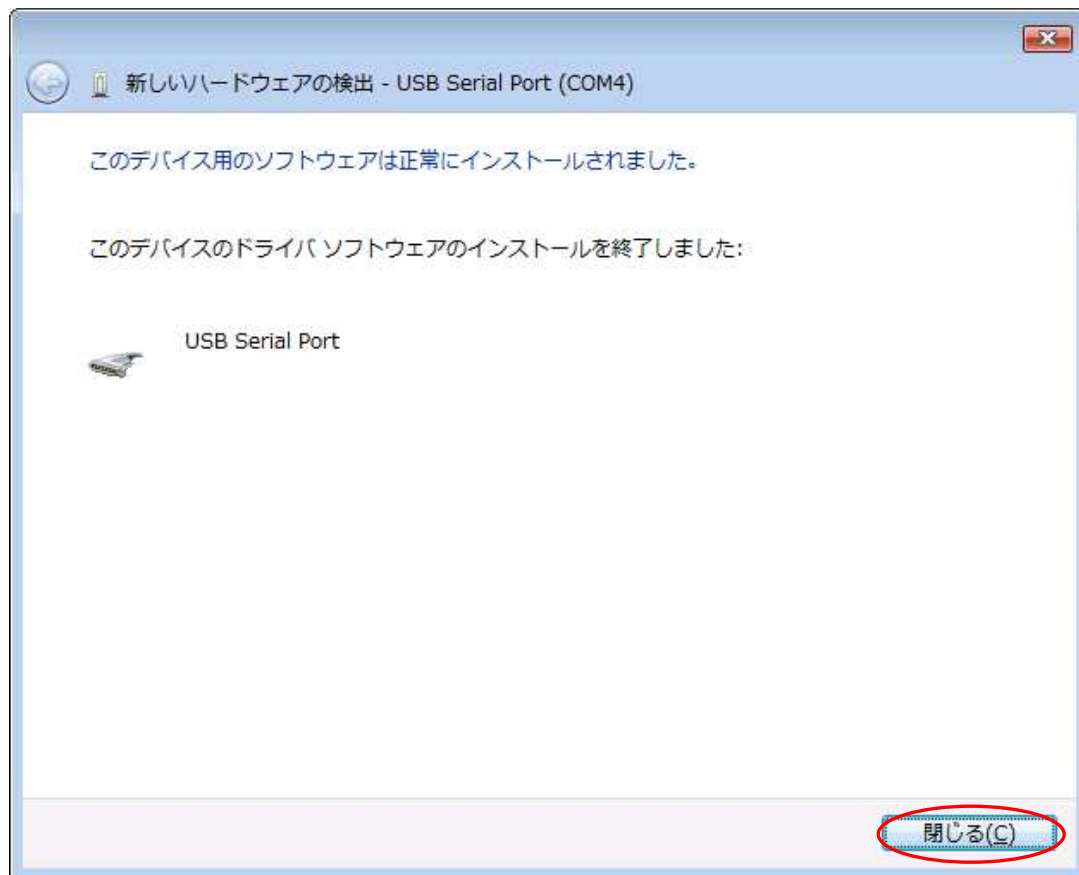 新しいハードウェアの検出 - USB Serial Port (COM4)
このデバイス用のソフトウェアは正常にインストールされました。
このデバイスのドライバ ソフトウェアのインストールを終了しました:
USB Serial Port
閉じる(C)